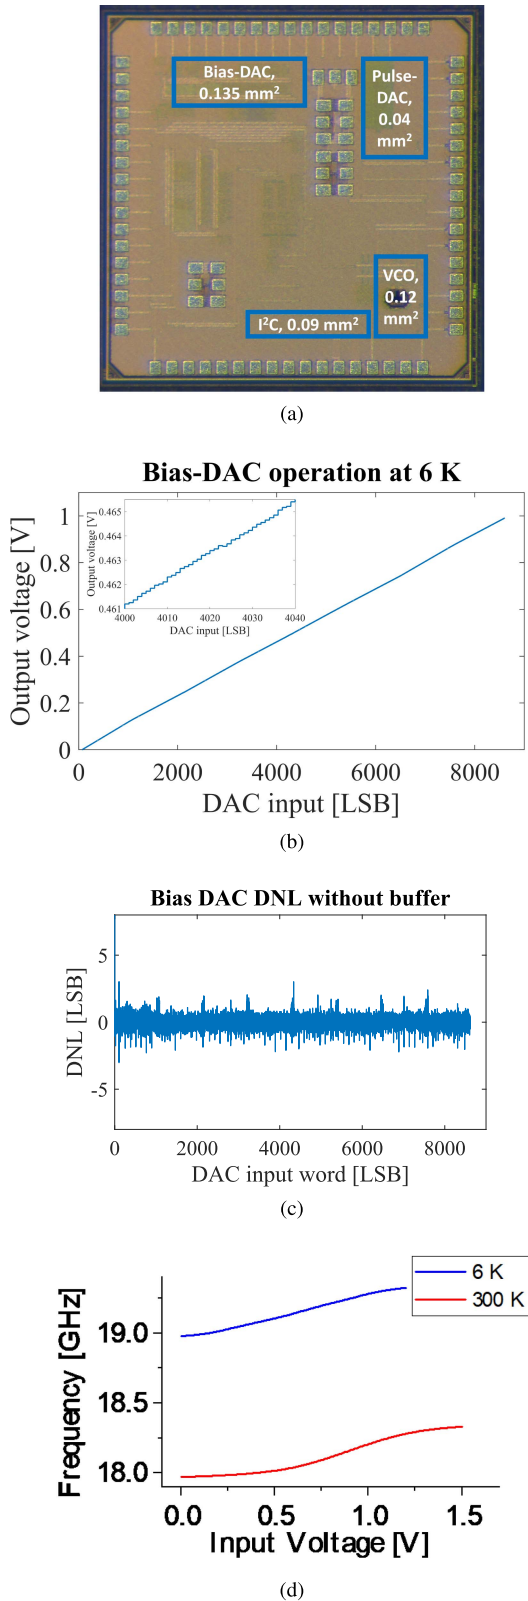 Bias-DAC,
0.135 mm²
Pulse-
DAC,
0.04
mm²
VCO,
0.12
mm²
I²C, 0.09 mm²
(a)
Bias-DAC operation at 6 K
Output voltage [V]
1
0.8
0.6
0.4
0.2
0
Output voltage [V]
0.465
0.464
0.463
0.462
0.461
4000 4010 4020 4030 4040
DAC input [LSB]
0 2000 4000 6000 8000
DAC input [LSB]
(b)
Bias DAC DNL without buffer
DNL [LSB]
5
0
-5
0 2000 4000 6000 8000
DAC input word [LSB]
(c)
6 K
300 K
Frequency [GHz]
19.0
18.5
18.0
0.0 0.5 1.0 1.5
Input Voltage [V]
(d)